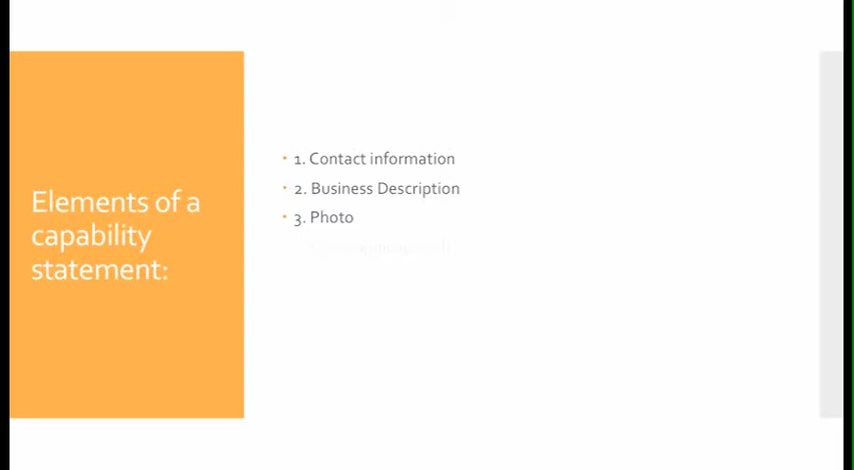 Elements of a
capability
statement:
• 1. Contact information
• 2. Business Description
• 3. Photo